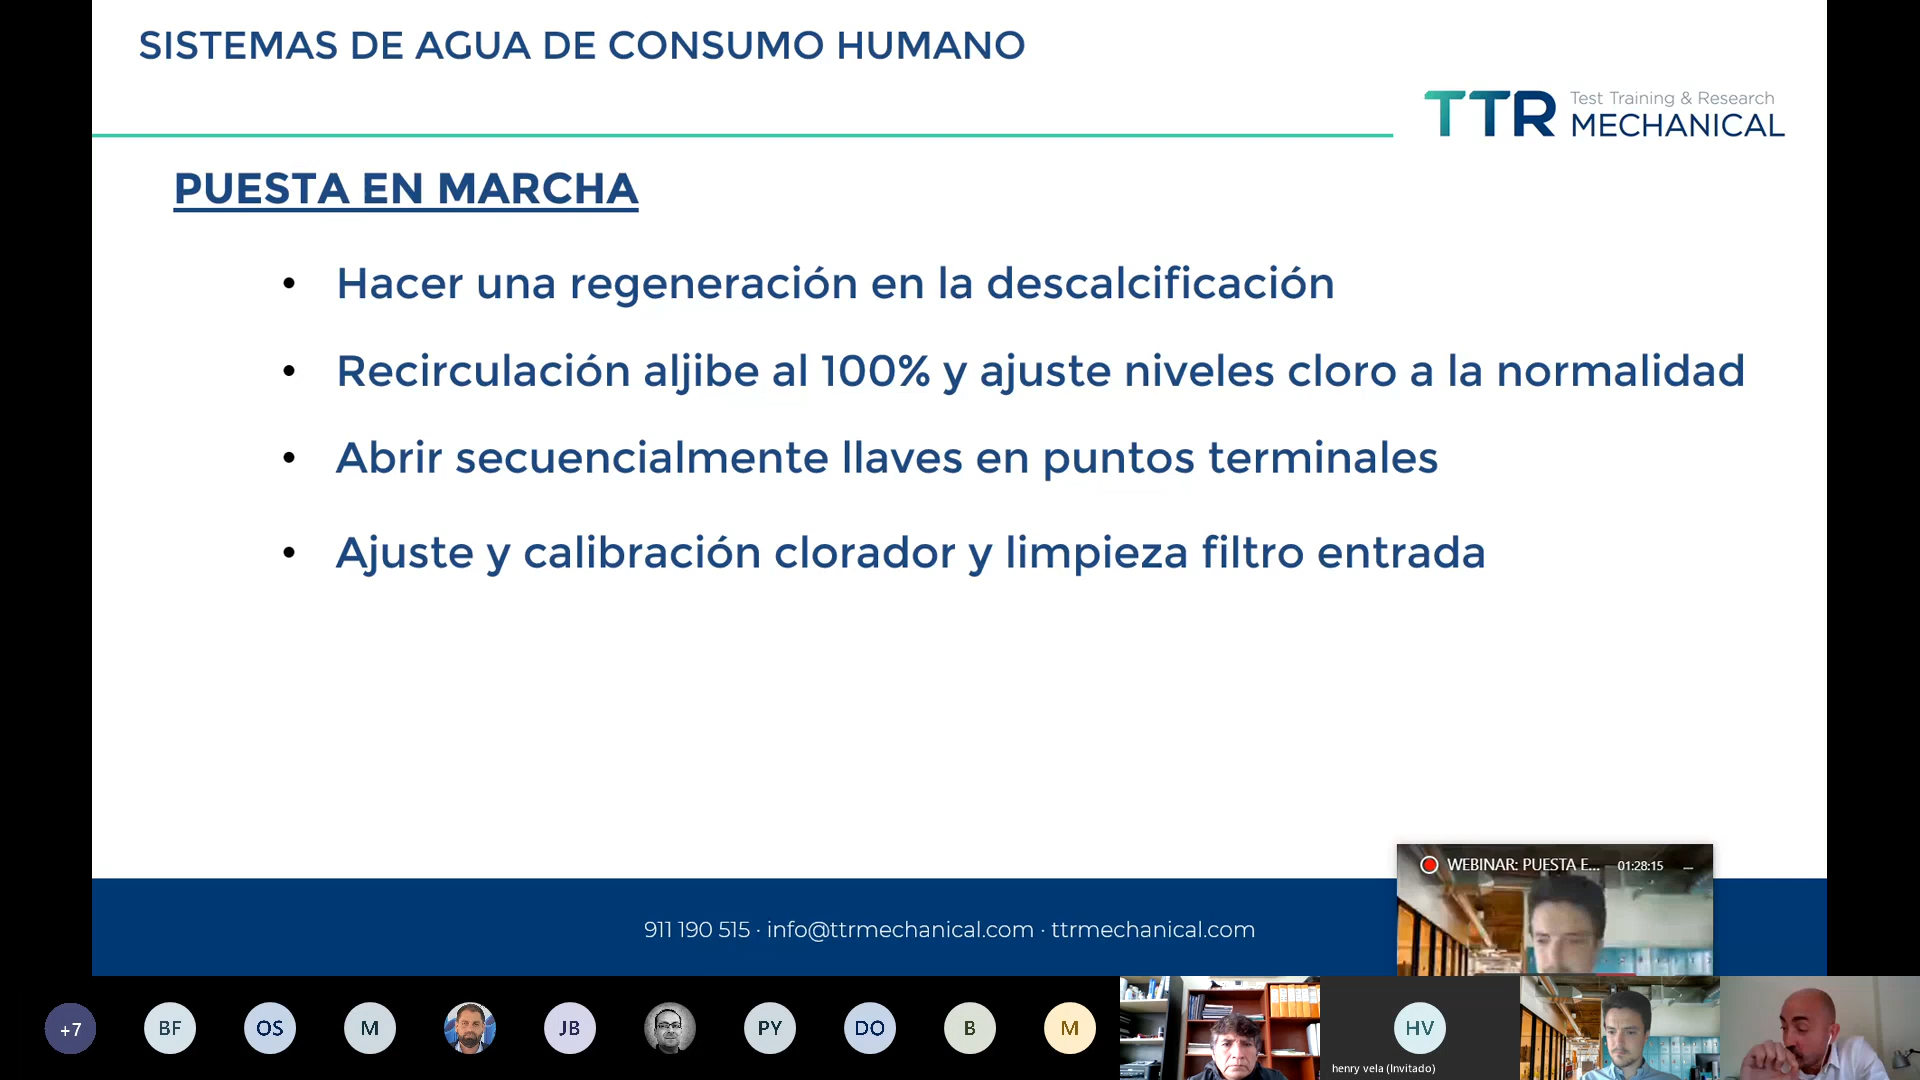 SISTEMAS DE AGUA DE CONSUMO HUMANO
TTR Test Training & Research
MECHANICAL
PUESTA EN MARCHA
• Hacer una regeneración en la descalcificación
• Recirculación aljibe al 100% y ajuste niveles cloro a la normalidad
• Abrir secuencialmente llaves en puntos terminales
• Ajuste y calibración clorador y limpieza filtro entrada
WEBINAR: PUESTA E... 01:28:15
911 190 515 · info@ttrmechanical.com · ttrmechanical.com
+7 BF OS M JB PY DO B M HV
henry vela (Invitado)